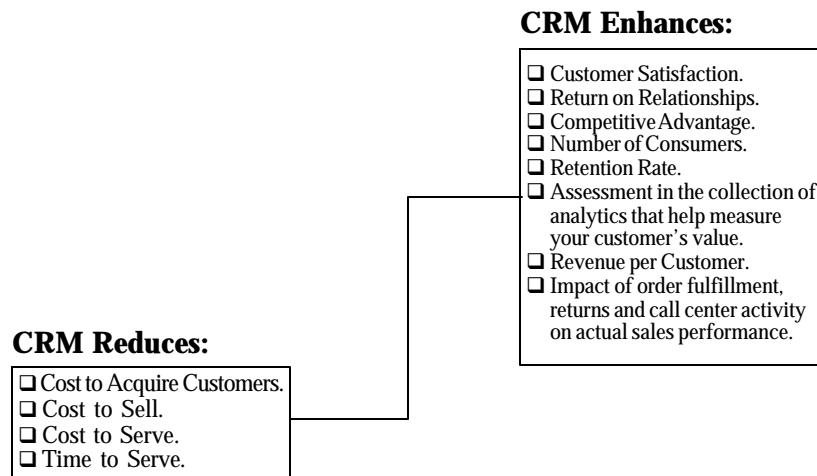 CRM Enhances:
❑ Customer Satisfaction.
❑ Return on Relationships.
❑ Competitive Advantage.
❑ Number of Consumers.
❑ Retention Rate.
❑ Assessment in the collection of
analytics that help measure
your customer's value.
❑ Revenue per Customer.
❑ Impact of order fulfillment,
returns and call center activity
on actual sales performance.
CRM Reduces:
❑ Cost to Acquire Customers.
❑ Cost to Sell.
❑ Cost to Serve.
❑ Time to Serve.